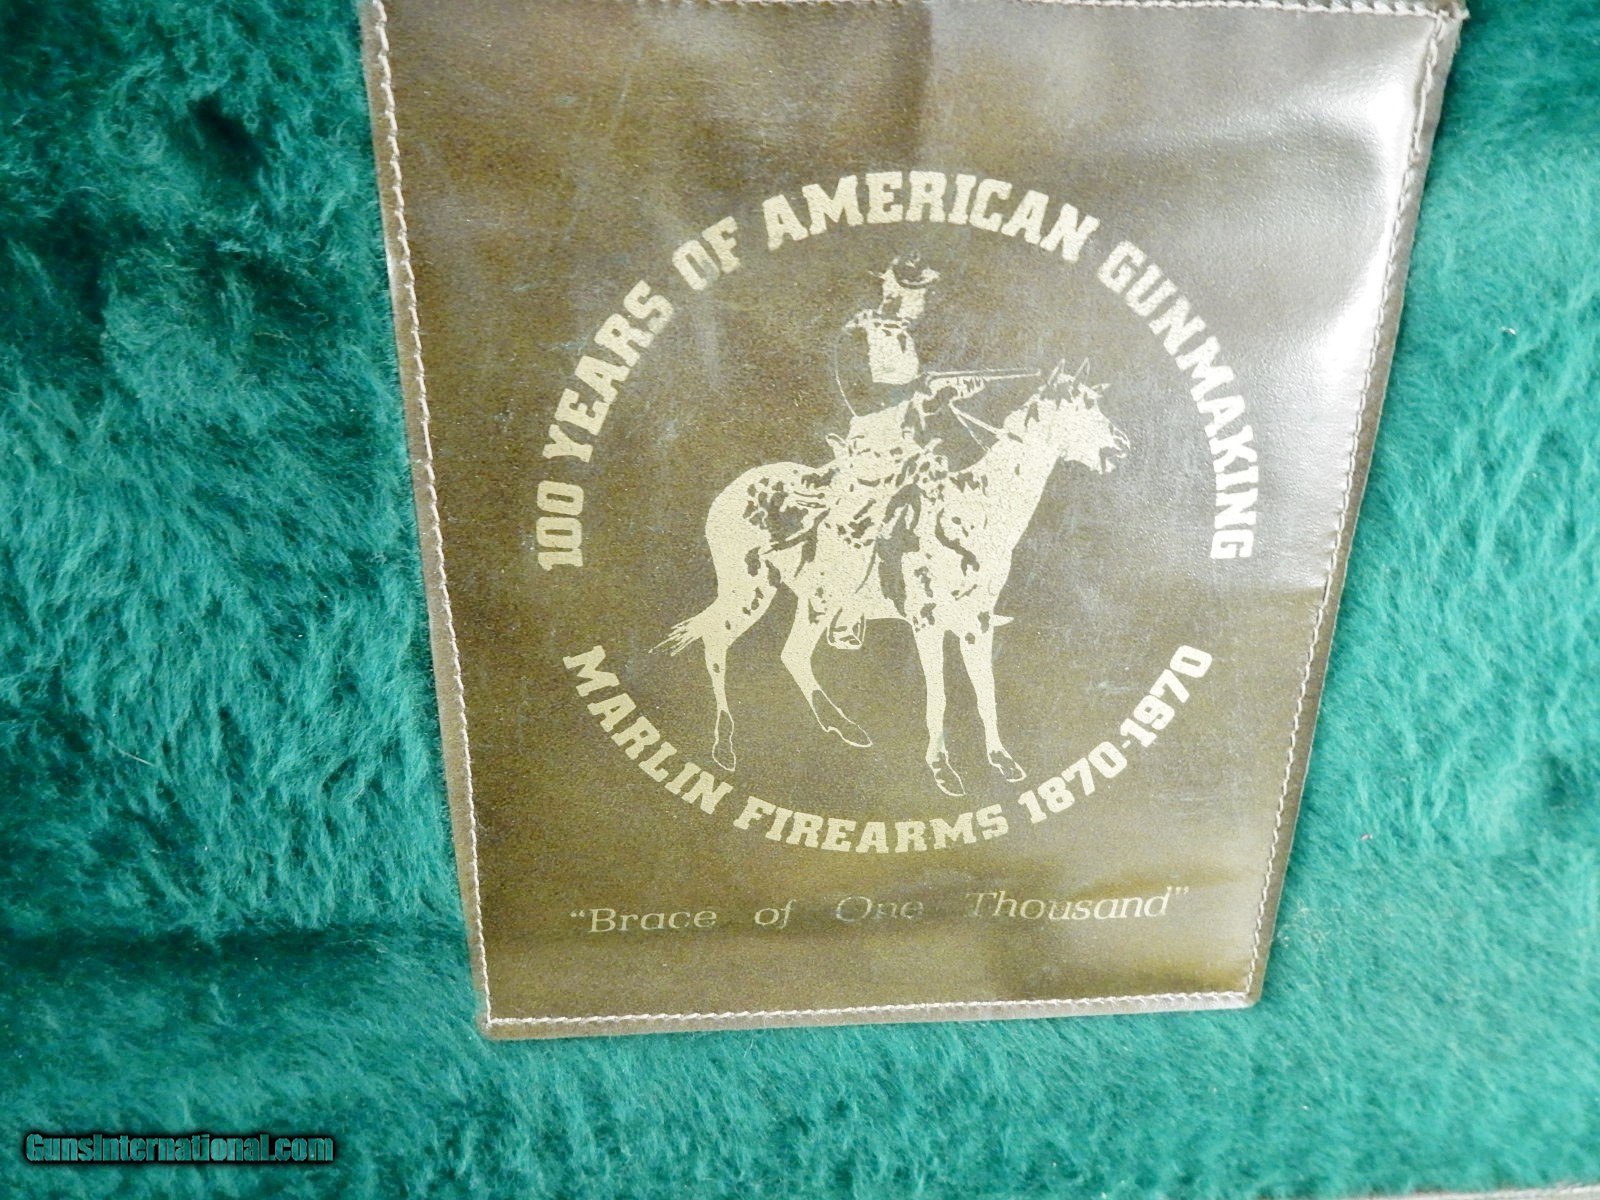 100 YEARS OF AMERICAN GUNMAKING
MARLIN FIREARMS 1870-1970
"Brace of One Thousand"
GunsInternational.com